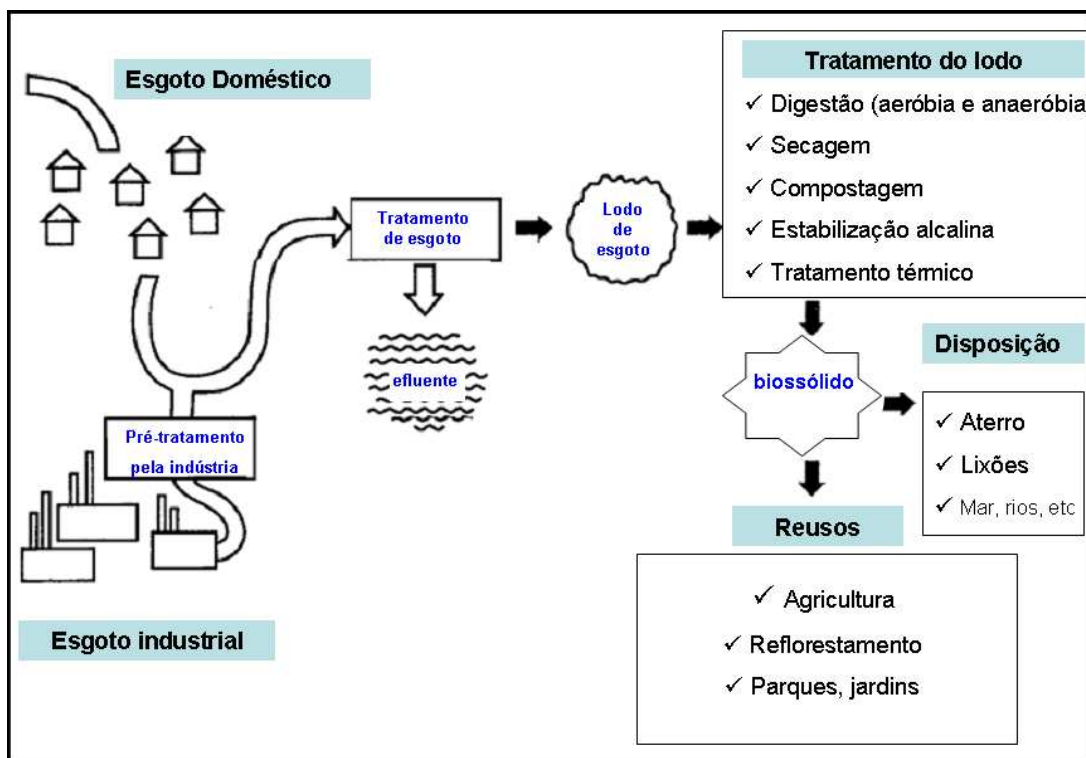 Esgoto Doméstico
Tratamento
de esgoto
efluente
Pré-tratamento
pela indústria
Esgoto industrial
Lodo
de
esgoto
Tratamento do lodo
✓ Digestão (aeróbia e anaeróbia
✓ Secagem
✓ Compostagem
✓ Estabilização alcalina
✓ Tratamento térmico
biossólido
Disposição
✓ Aterro
✓ Lixões
✓ Mar, rios, etc
Reusos
✓ Agricultura
✓ Reflorestamento
✓ Parques, jardins